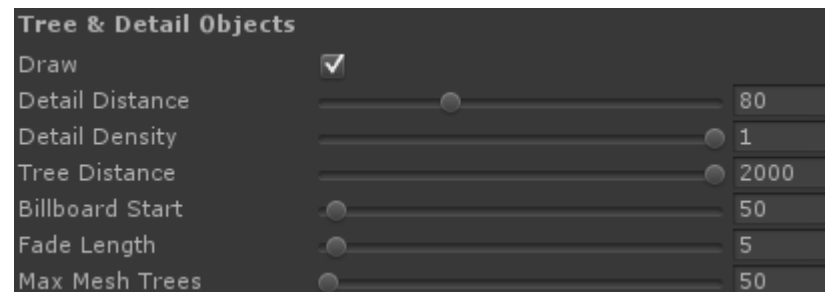 Tree & Detail Objects
Draw
Detail Distance 80
Detail Density 1
Tree Distance 2000
Billboard Start 50
Fade Length 5
Max Mesh Trees 50